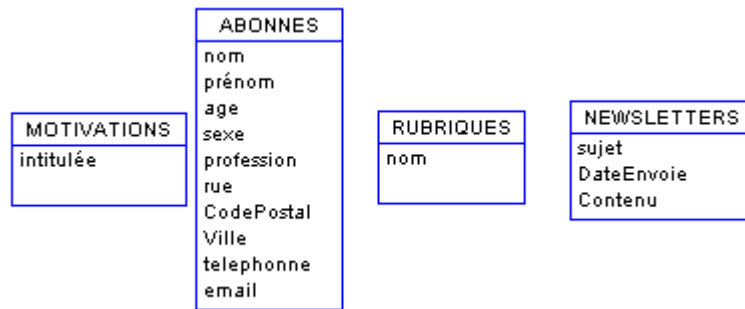 ABONNES
nom
prénom
age
sexe
profession
rue
CodePostal
Ville
telephonne
email
MOTIVATIONS
intitulée
RUBRIQUES
nom
NEWSLETTERS
sujet
DateEnvoie
Contenu